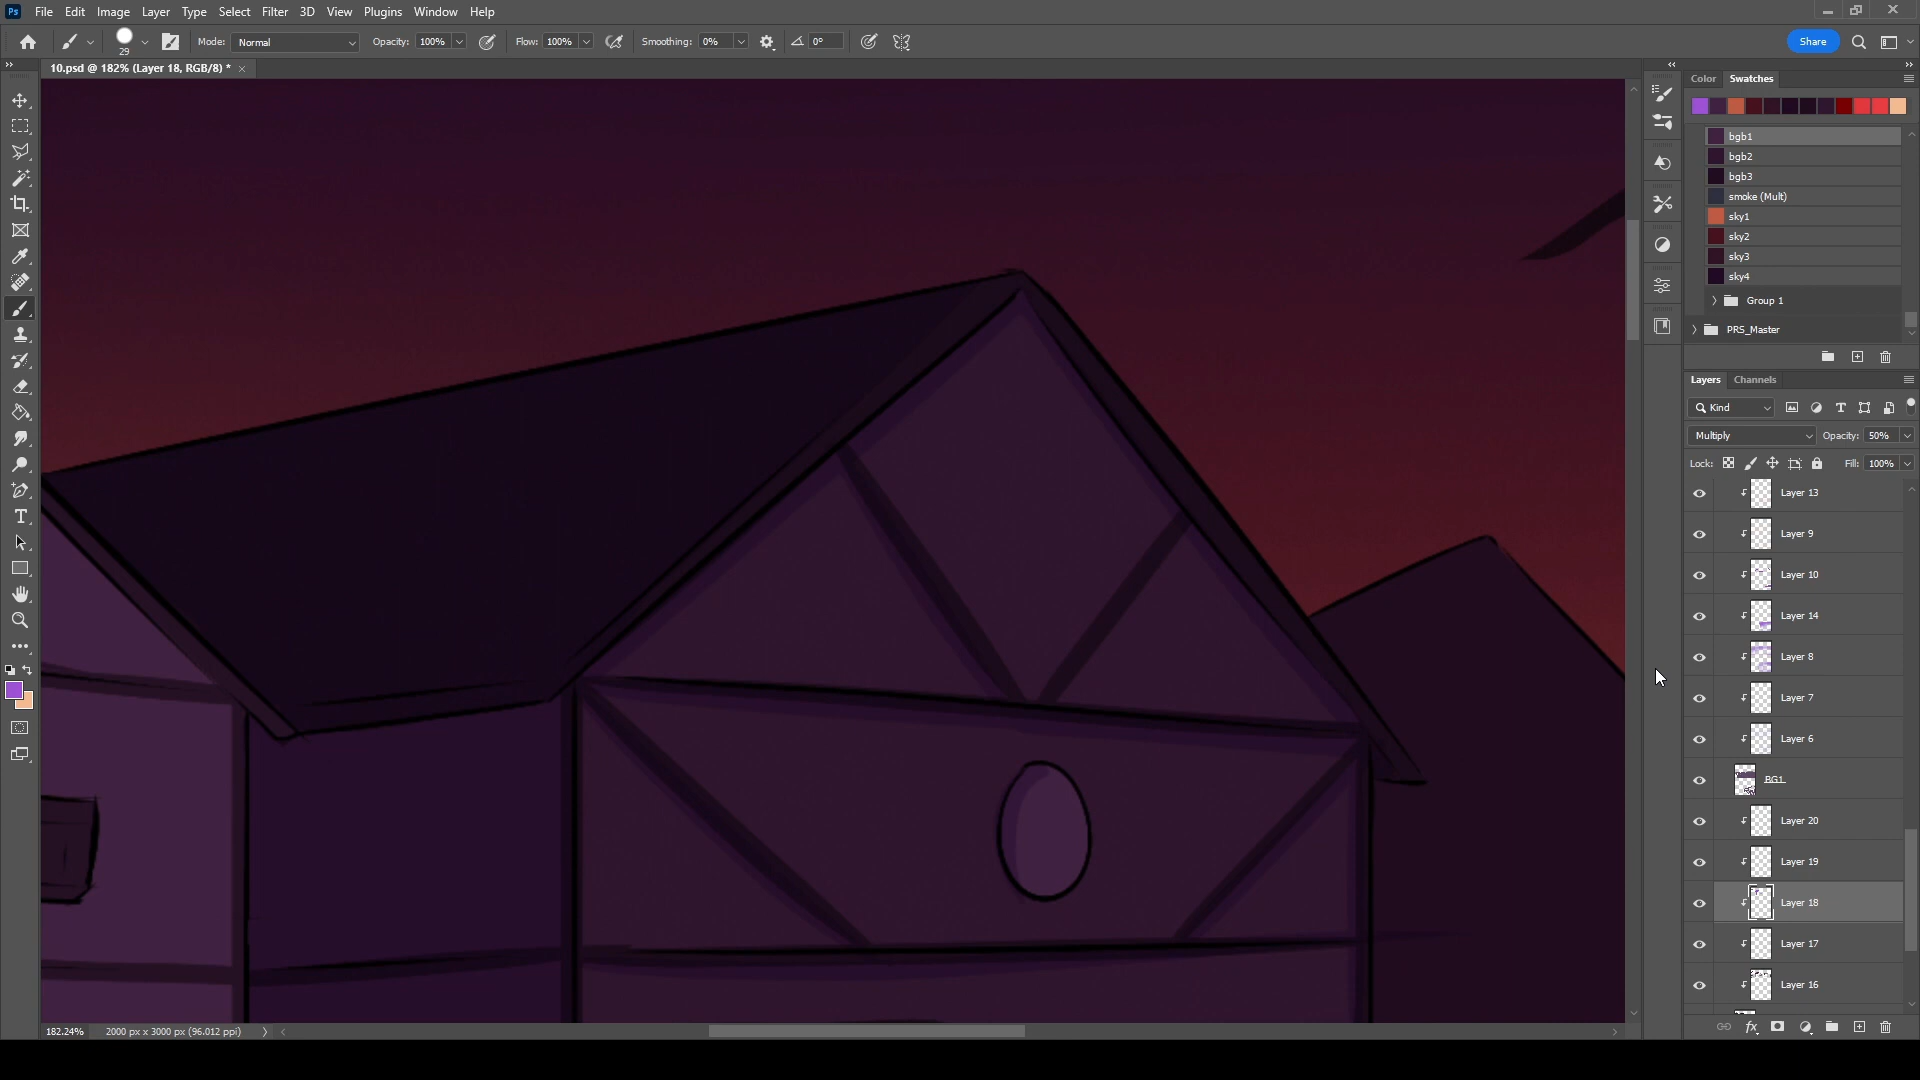 Ps File Edit Image Layer Type Select Filter 3D View Plugins Window Help
29 Mode: Normal Opacity: 100% Flow: 100% Smoothing: 0% 0° Share
10.psd @ 182% (Layer 18, RGB/8) *
Color Swatches
bgb1
bgb2
bgb3
smoke (Mult)
sky1
sky2
sky3
sky4
Group 1
PRS_Master
Layers Channels
Kind
Multiply Opacity: 50%
Lock: Fill: 100%
Layer 13
Layer 9
Layer 10
Layer 14
Layer 8
Layer 7
Layer 6
BG1
Layer 20
Layer 19
Layer 18
Layer 17
Layer 16
182.24% 2000 px x 3000 px (96.012 ppi)
fx